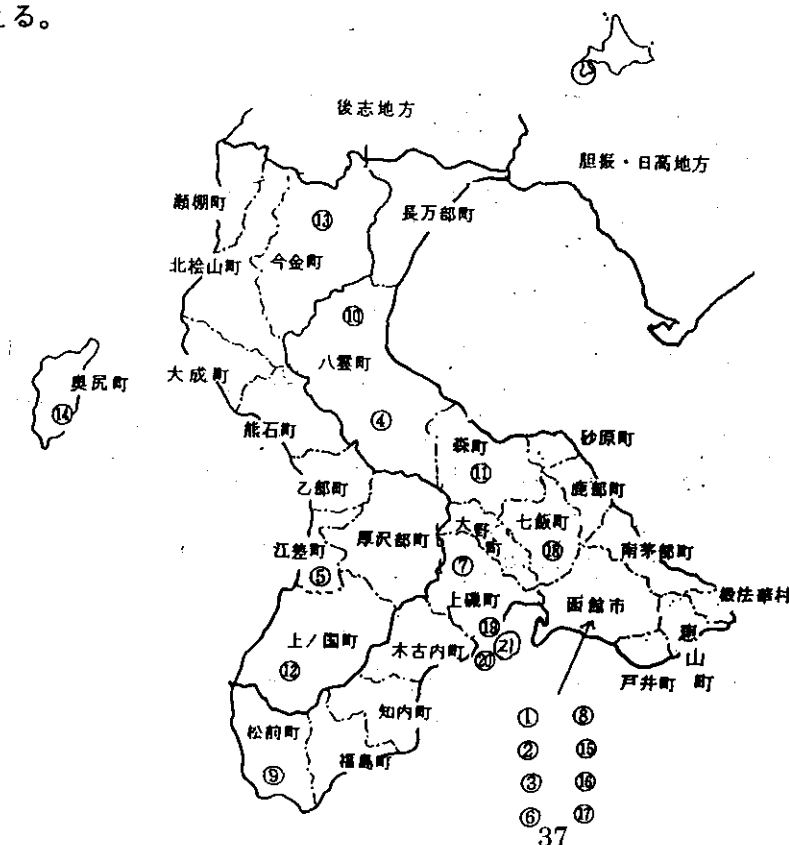 える。
後志地方
胆振・日高地方
瀬棚町
⑬
長万部町
北桧山町
今金町
⑩
大成町
八雲町
奥尻町
⑭
④
熊石町
森町
砂原町
⑪
鹿部町
乙部町
大野町
七飯町
南茅部町
厚沢部町
江差町
⑤
⑦
⑱
椴法華村
上磯町
函館市
⑲
恵山町
上ノ国町
木古内町
⑳
㉑
戸井町
⑫
知内町
松前町
福島町
⑨
① ⑧
② ⑮
③ ⑯
⑥ ⑰
37